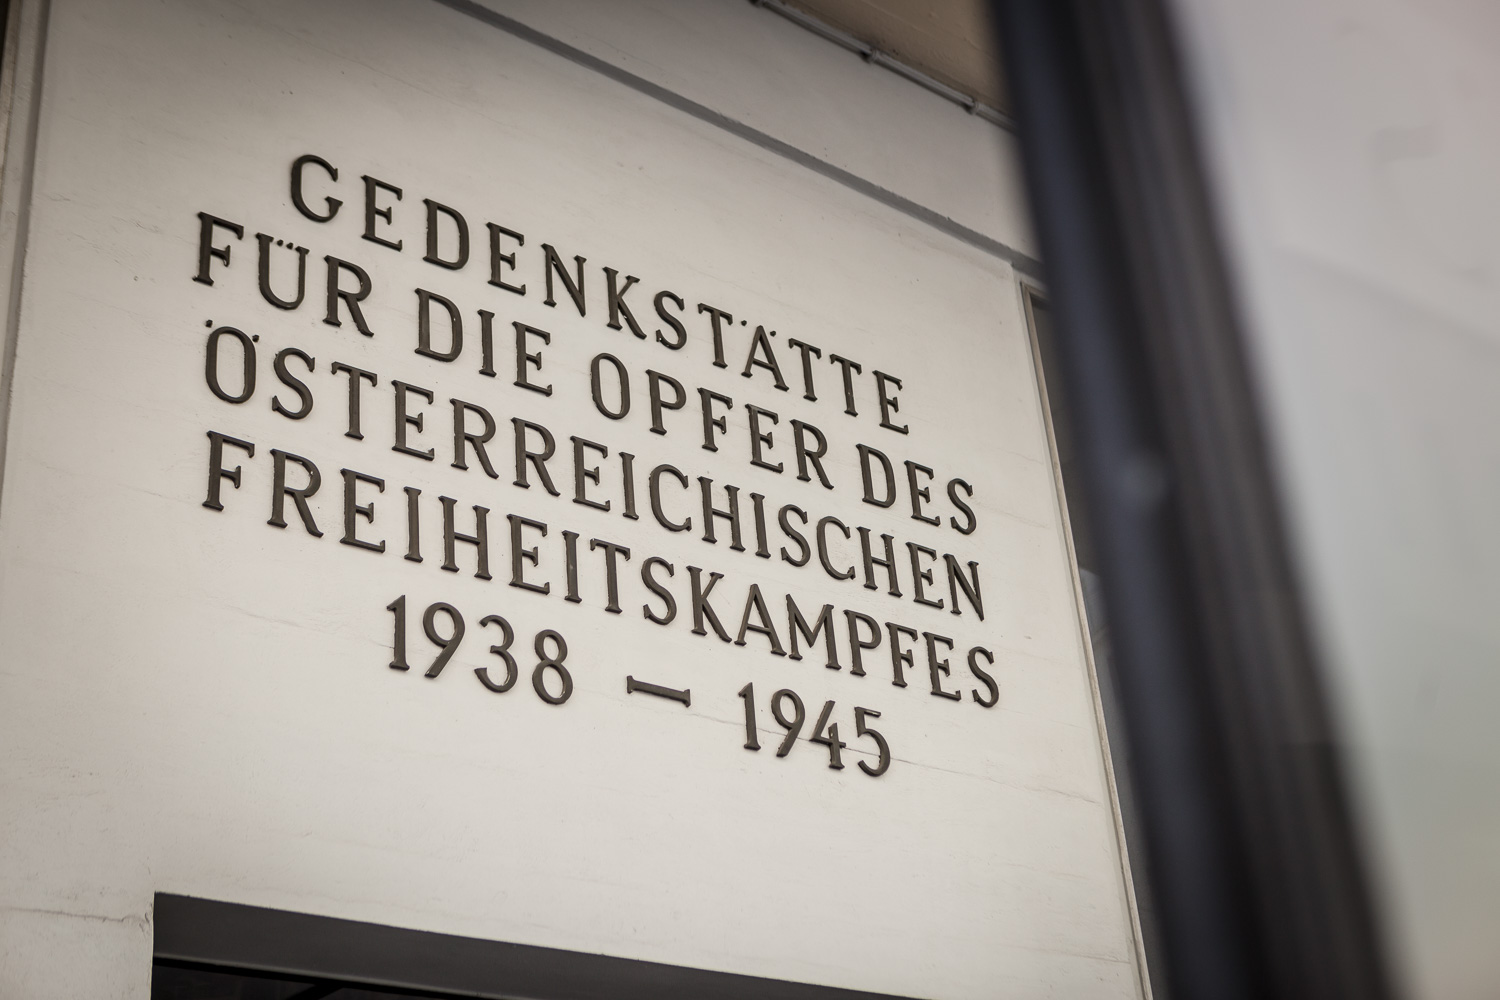 GEDENKSTÄTTE
FÜR DIE OPFER DES
ÖSTERREICHISCHEN
FREIHEITSKAMPFES
1938 — 1945